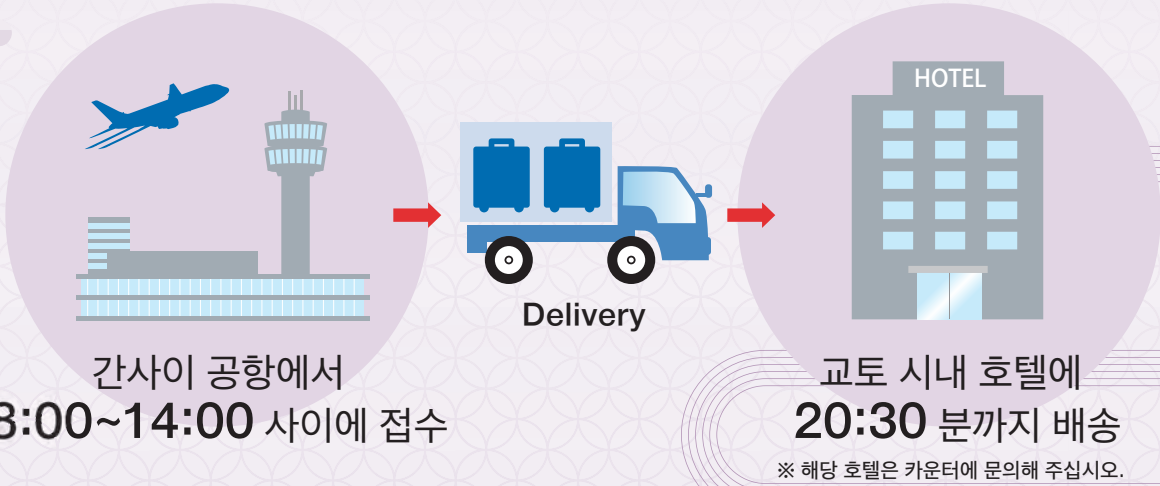 HOTEL
Delivery
간사이 공항에서
8:00~14:00 사이에 접수
교토 시내 호텔에
20:30 분까지 배송
※ 해당 호텔은 카운터에 문의해 주십시오.